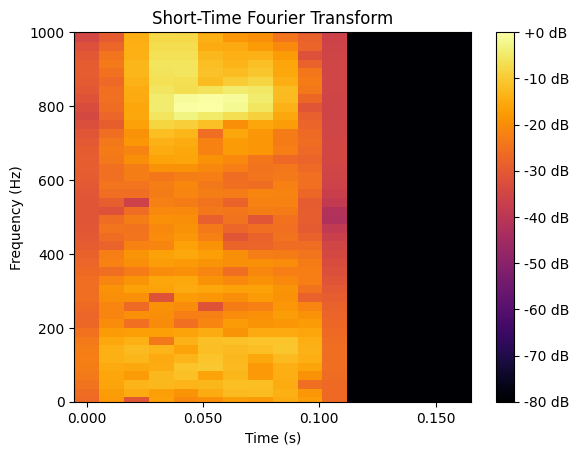 Short-Time Fourier Transform
Frequency (Hz)
1000
800
600
400
200
0
0.000
0.050
0.100
0.150
Time (s)
+0 dB
-10 dB
-20 dB
-30 dB
-40 dB
-50 dB
-60 dB
-70 dB
-80 dB